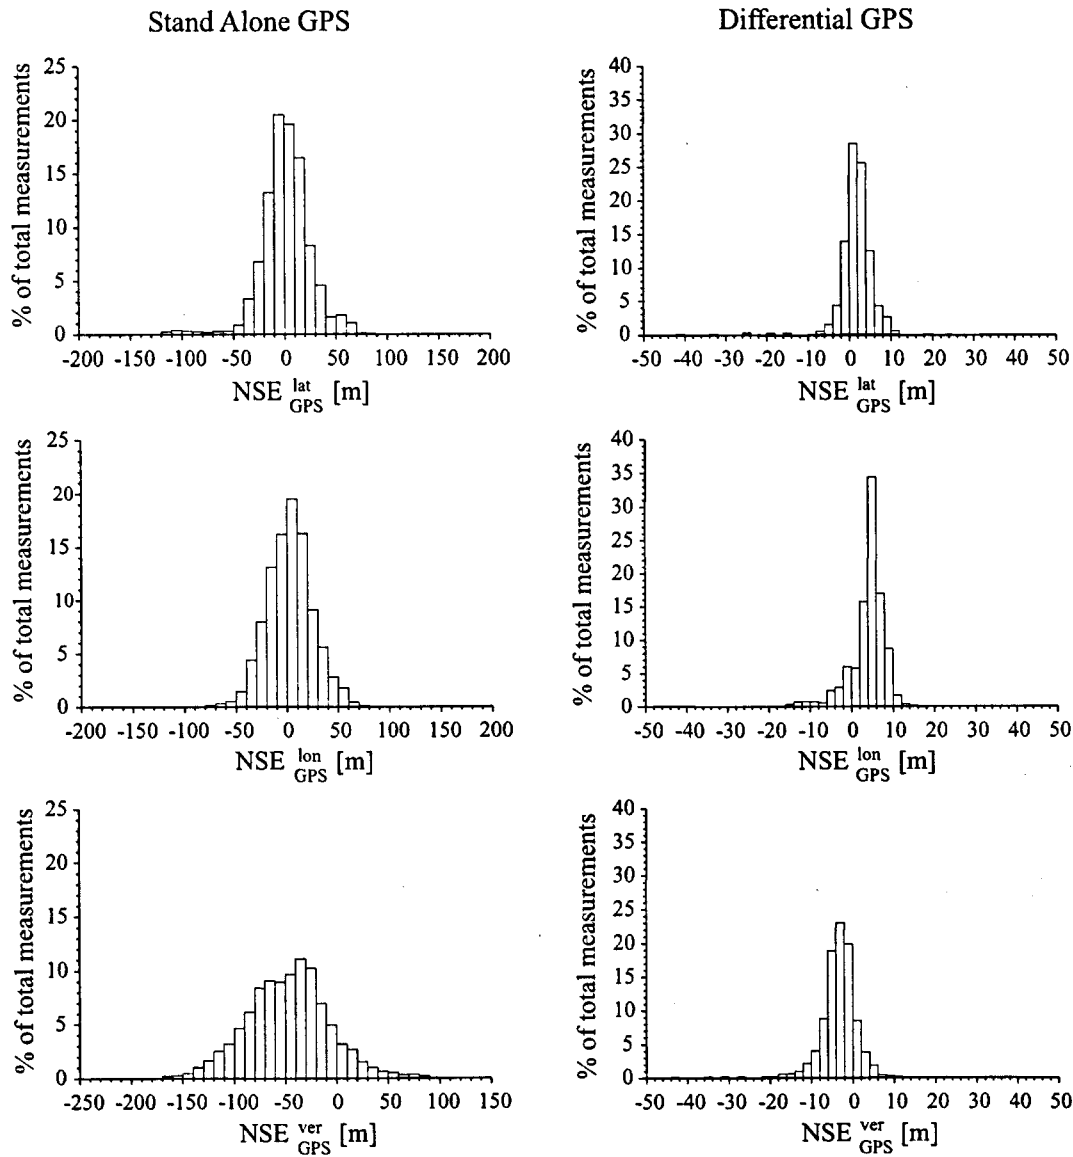 Stand Alone GPS
Differential GPS
% of total measurements
25
20
15
10
5
0
-200 -150 -100 -50 0 50 100 150 200
NSE lat GPS [m]
% of total measurements
40
35
30
25
20
15
10
5
0
-50 -40 -30 -20 -10 0 10 20 30 40 50
NSE lat GPS [m]
% of total measurements
25
20
15
10
5
0
-200 -150 -100 -50 0 50 100 150 200
NSE lon GPS [m]
% of total measurements
40
35
30
25
20
15
10
5
0
-50 -40 -30 -20 -10 0 10 20 30 40 50
NSE lon GPS [m]
% of total measurements
25
20
15
10
5
0
-250 -200 -150 -100 -50 0 50 100 150
NSE ver GPS [m]
% of total measurements
40
35
30
25
20
15
10
5
0
-50 -40 -30 -20 -10 0 10 20 30 40 50
NSE ver GPS [m]